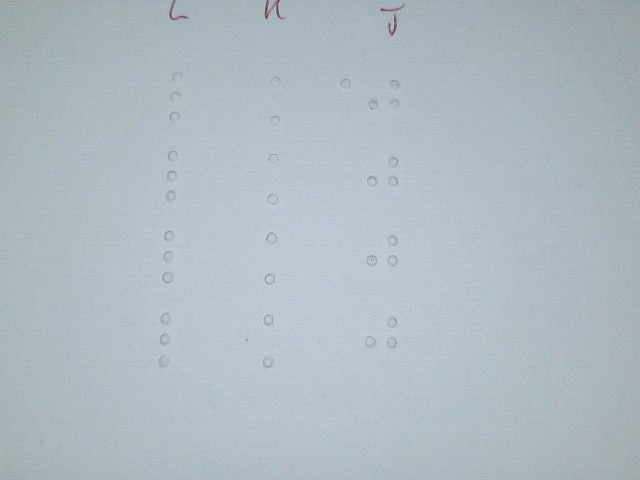 L K J
⠇ ⠅ ⠚
⠇ ⠅ ⠚
⠇ ⠅ ⠚
⠇ ⠅ ⠚